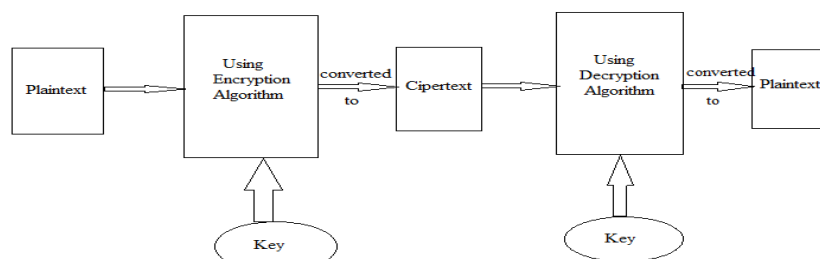 Plaintext
Using
Encryption
Algorithm
converted
to
Cipertext
Using
Decryption
Algorithm
converted
to
Plaintext
Key
Key